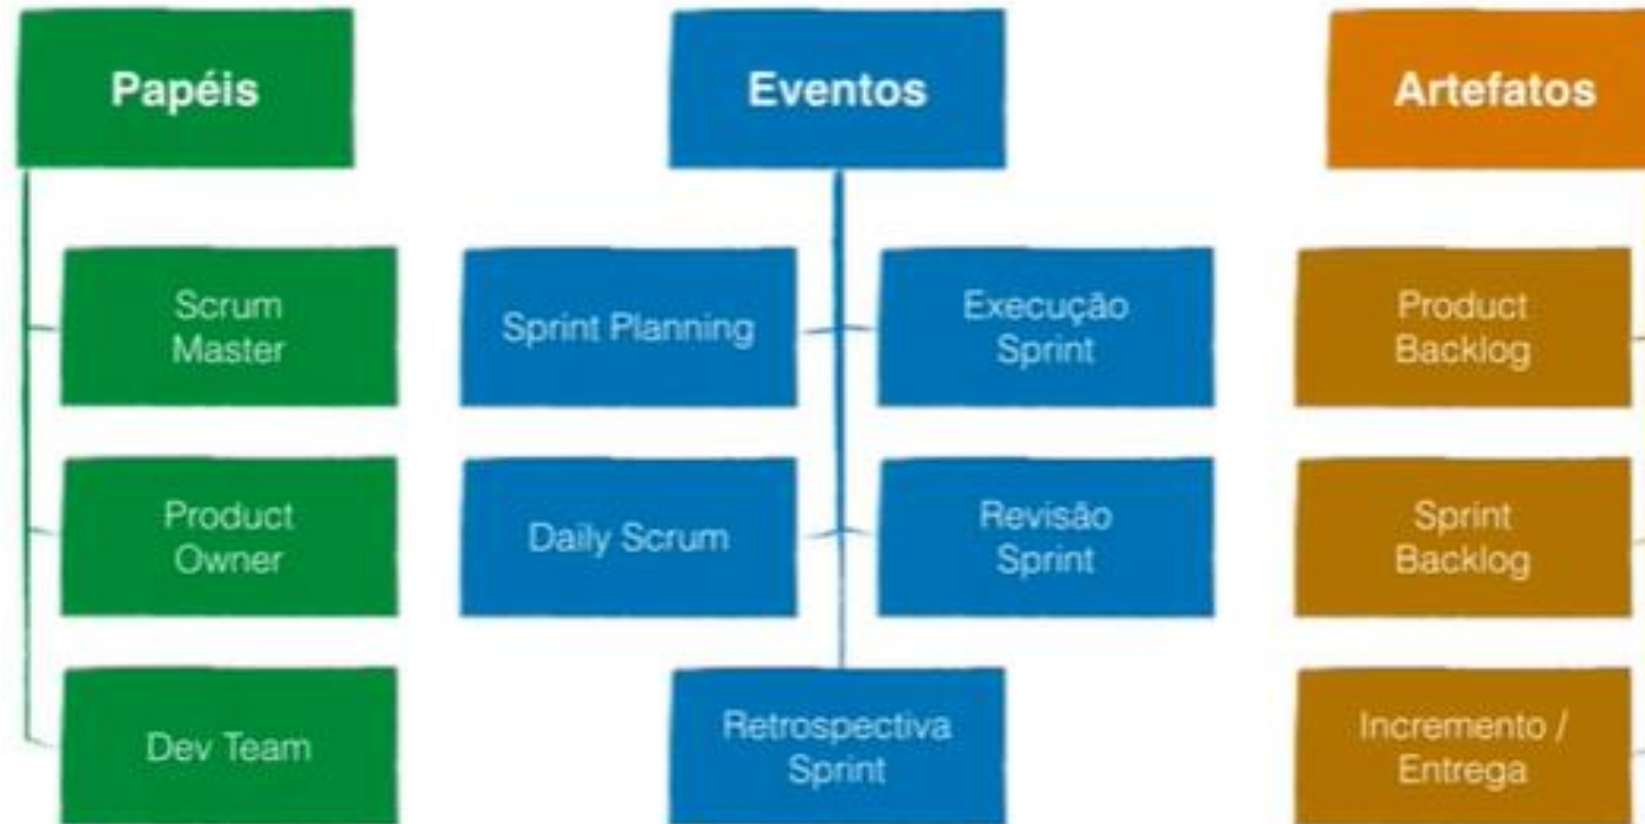 Papéis
Scrum
Master
Product
Owner
Dev Team
Eventos
Sprint Planning
Execução
Sprint
Daily Scrum
Revisão
Sprint
Retrospectiva
Sprint
Artefatos
Product
Backlog
Sprint
Backlog
Incremento /
Entrega